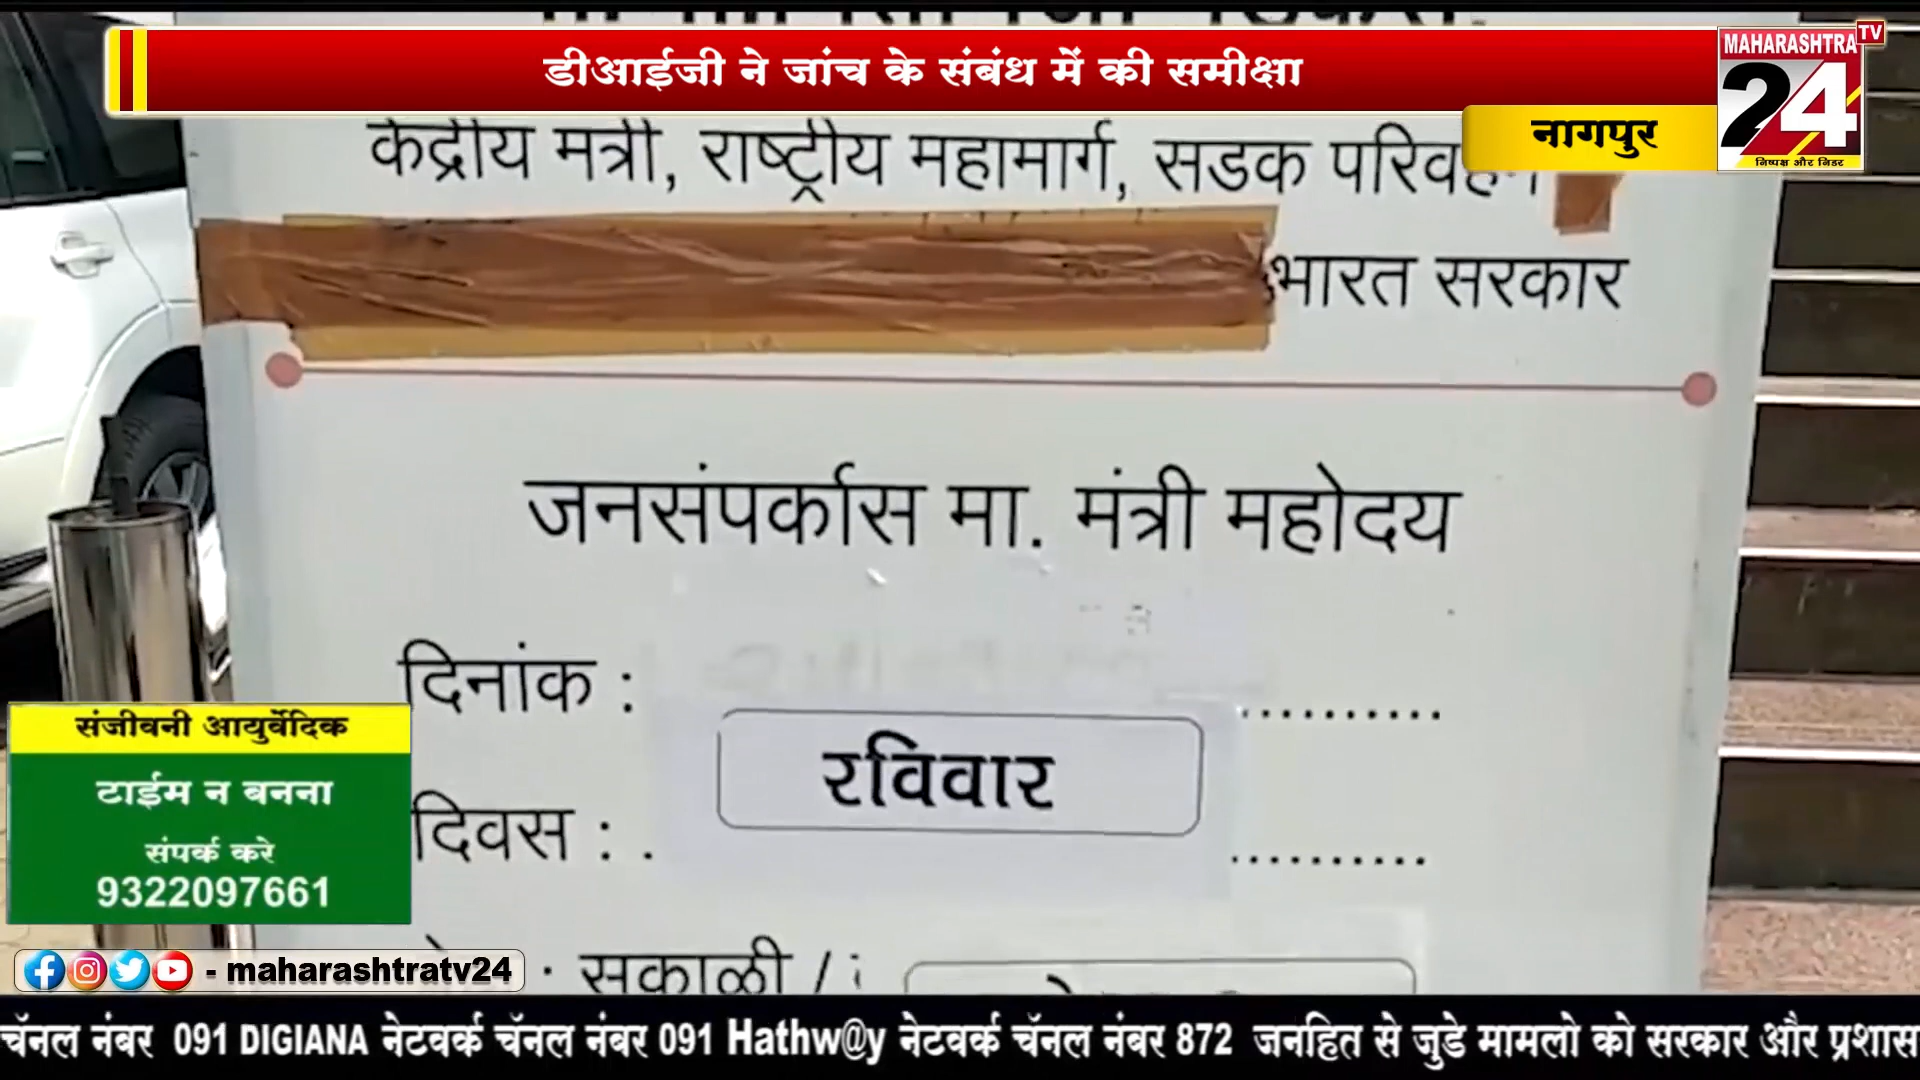 डीआईजी ने जांच के संबंध में की समीक्षा
MAHARASHTRA TV
24
निष्पक्ष और निडर
नागपुर
केंद्रीय मंत्री, राष्ट्रीय महामार्ग, सडक परिवहन
भारत सरकार
जनसंपर्कास मा. मंत्री महोदय
दिनांक : ..........
रविवार
दिवस : . ..........
सकाळी /
संजीवनी आयुर्वेदिक
टाईम न बनना
संपर्क करे
9322097661
- maharashtratv24
चॅनल नंबर 091 DIGIANA नेटवर्क चॅनल नंबर 091 Hathw@y नेटवर्क चॅनल नंबर 872 जनहित से जुडे मामलो को सरकार और प्रशास